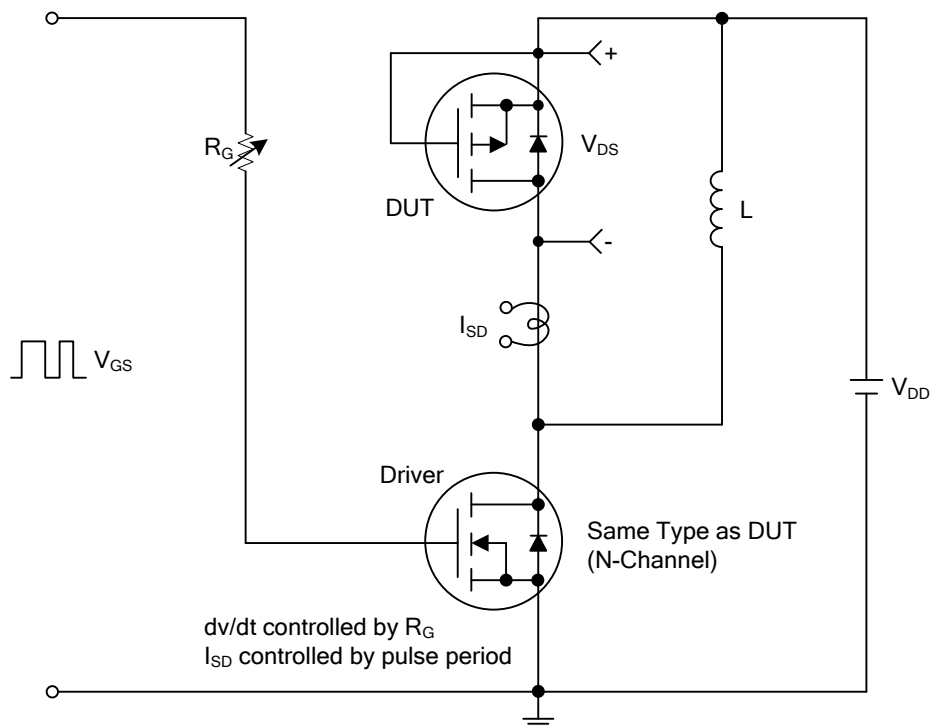 +
R_G
V_DS
DUT
L
-
I_SD
V_GS
V_DD
Driver
Same Type as DUT
(N-Channel)
dv/dt controlled by R_G
I_SD controlled by pulse period